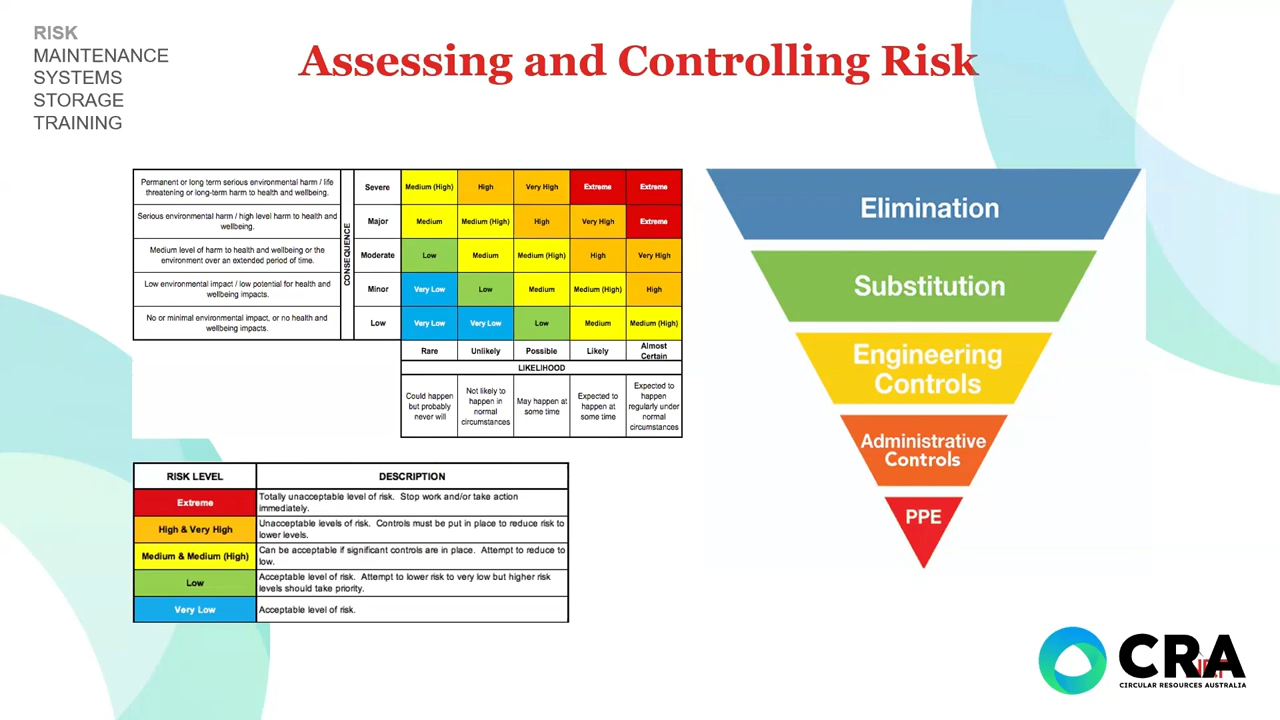 RISK
MAINTENANCE
SYSTEMS
STORAGE
TRAINING
Assessing and Controlling Risk
Permanent or long term serious environmental harm / life
threatening or long-term harm to health and wellbeing.
Severe
Medium (High)
High
Very High
Extreme
Extreme
Serious environmental harm / high level harm to health and
wellbeing.
Major
Medium
Medium (High)
High
Very High
Extreme
Medium level of harm to health and wellbeing or the
environment over an extended period of time.
CONSEQUENCE
Moderate
Low
Medium
Medium (High)
High
Very High
Low environmental impact / low potential for health and
wellbeing impacts.
Minor
Very Low
Low
Medium
Medium (High)
High
No or minimal environmental impact, or no health and
wellbeing impacts.
Low
Very Low
Very Low
Low
Medium
Medium (High)
Rare
Unlikely
Possible
Likely
Almost
Certain
LIKELIHOOD
Could happen
but probably
never will
Not likely to
happen in
normal
circumstances
May happen at
some time
Expected to
happen at
some time
Expected to
happen
regularly under
normal
circumstances
RISK LEVEL
DESCRIPTION
Extreme
Totally unacceptable level of risk. Stop work and/or take action
immediately.
High & Very High
Unacceptable levels of risk. Controls must be put in place to reduce risk to
lower levels.
Medium & Medium (High)
Can be acceptable if significant controls are in place. Attempt to reduce to
low.
Low
Acceptable level of risk. Attempt to lower risk to very low but higher risk
levels should take priority.
Very Low
Acceptable level of risk.
Elimination
Substitution
Engineering
Controls
Administrative
Controls
PPE
CRA
CIRCULAR RESOURCES AUSTRALIA